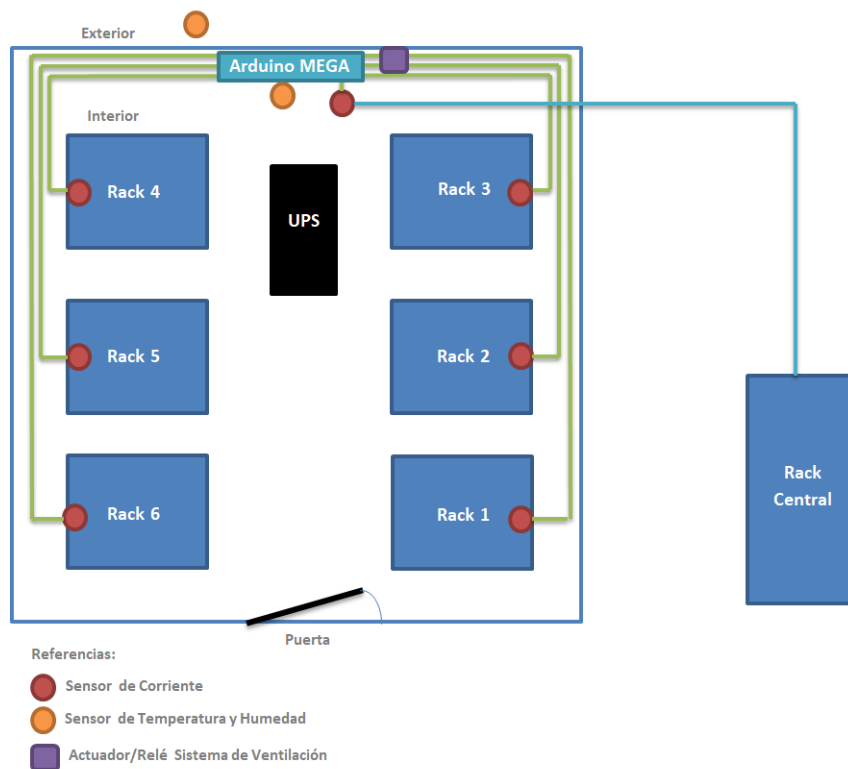 Exterior
Arduino MEGA
Interior
Rack 4
Rack 3
UPS
Rack 5
Rack 2
Rack 6
Rack 1
Rack
Central
Puerta
Referencias:
Sensor de Corriente
Sensor de Temperatura y Humedad
Actuador/Relé Sistema de Ventilación